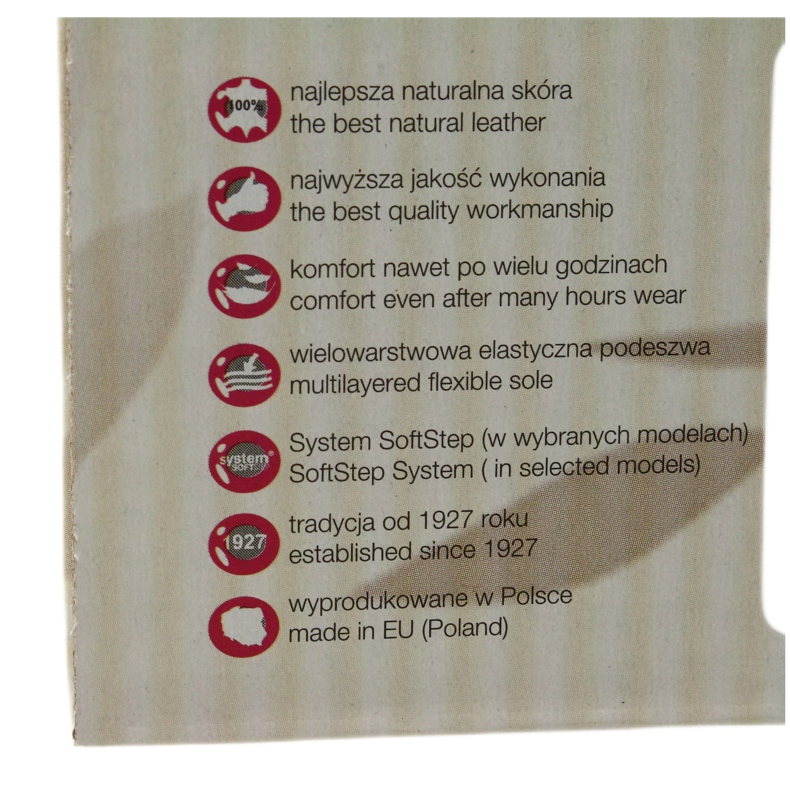 100%
najlepsza naturalna skóra
the best natural leather
najwyższa jakość wykonania
the best quality workmanship
komfort nawet po wielu godzinach
comfort even after many hours wear
wielowarstwowa elastyczna podeszwa
multilayered flexible sole
system®
SOFT
System SoftStep (w wybranych modelach)
SoftStep System ( in selected models)
1927
tradycja od 1927 roku
established since 1927
wyprodukowane w Polsce
made in EU (Poland)